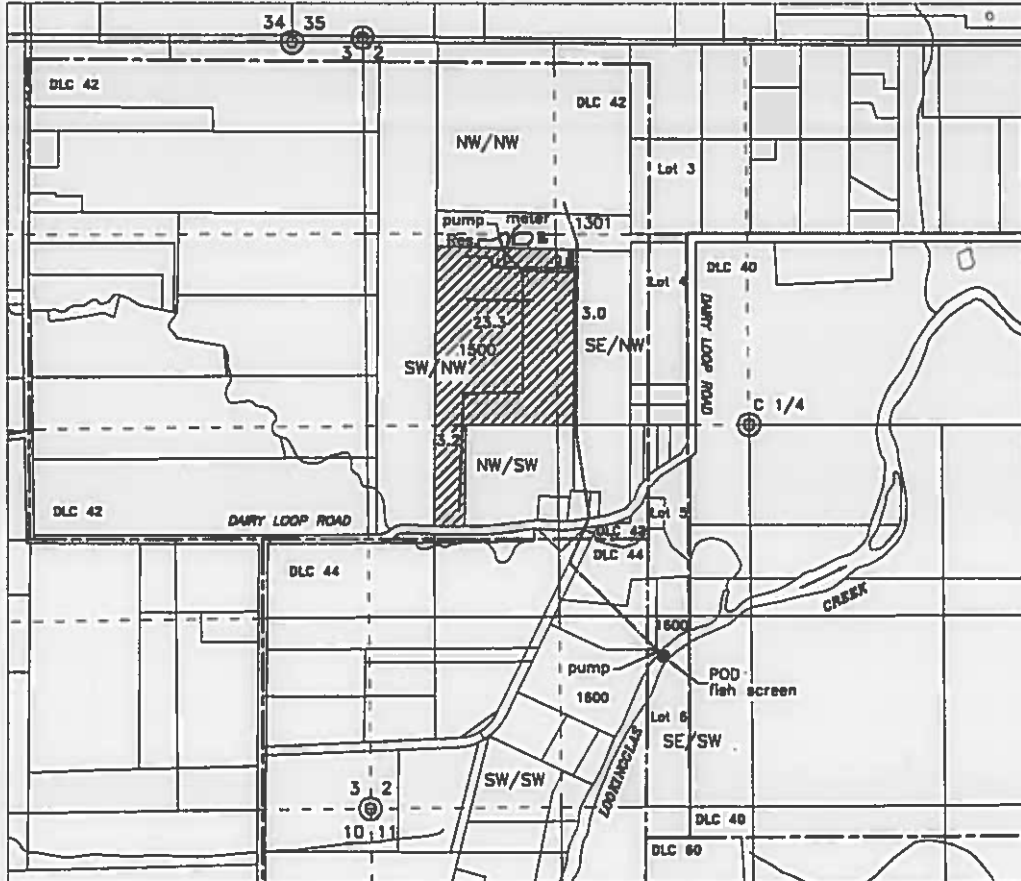 34 35
3 2
DLC 42
DLC 42
NW/NW
Lot 3
pump meter
1301
Res
DLC 40
Lot 4
DAIRY LOOP ROAD
3.0
23.3
1500
SE/NW
SW/NW
C 1/4
3.2
NW/SW
DLC 42
DAIRY LOOP ROAD
Lot 5
DLC 44
DLC 44
CREEK
1600
pump
POD
fish screen
1600
Lot 6
SE/SW
LOOKINGGLAS
SW/SW
3 2
10 11
DLC 40
DLC 60